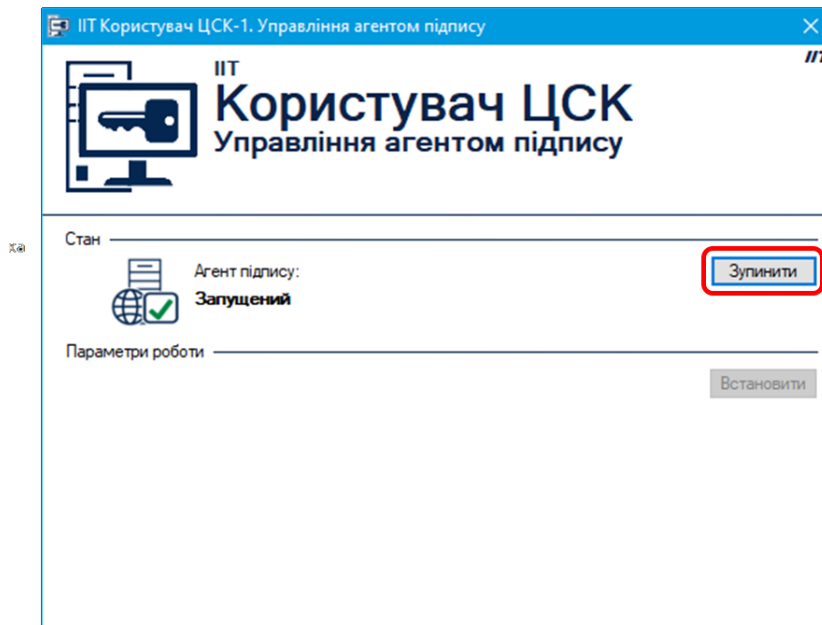 ІІТ Користувач ЦСК-1. Управління агентом підпису
ІІТ
Користувач ЦСК
Управління агентом підпису
Стан
Агент підпису:
Запущений
Зупинити
Параметри роботи
Встановити